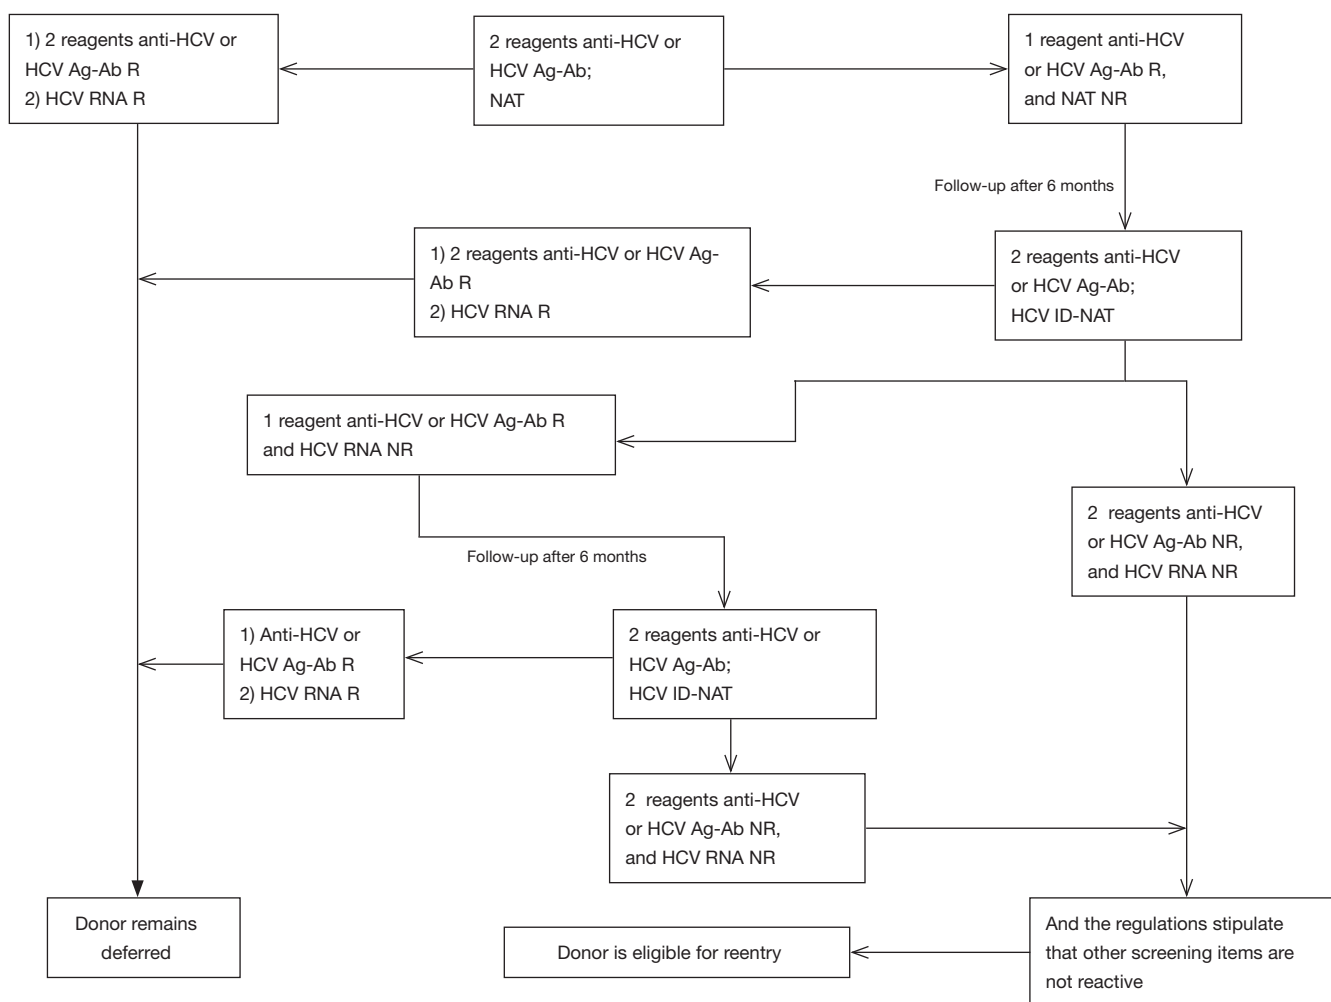 1) 2 reagents anti-HCV or
HCV Ag-Ab R
2) HCV RNA R
2 reagents anti-HCV or
HCV Ag-Ab;
NAT
1 reagent anti-HCV
or HCV Ag-Ab R,
and NAT NR
Follow-up after 6 months
1) 2 reagents anti-HCV or HCV Ag-
Ab R
2) HCV RNA R
2 reagents anti-HCV
or HCV Ag-Ab;
HCV ID-NAT
1 reagent anti-HCV or HCV Ag-Ab R
and HCV RNA NR
2 reagents anti-HCV
or HCV Ag-Ab NR,
and HCV RNA NR
Follow-up after 6 months
1) Anti-HCV or
HCV Ag-Ab R
2) HCV RNA R
2 reagents anti-HCV or
HCV Ag-Ab;
HCV ID-NAT
2 reagents anti-HCV
or HCV Ag-Ab NR,
and HCV RNA NR
Donor remains
deferred
Donor is eligible for reentry
And the regulations stipulate
that other screening items are
not reactive